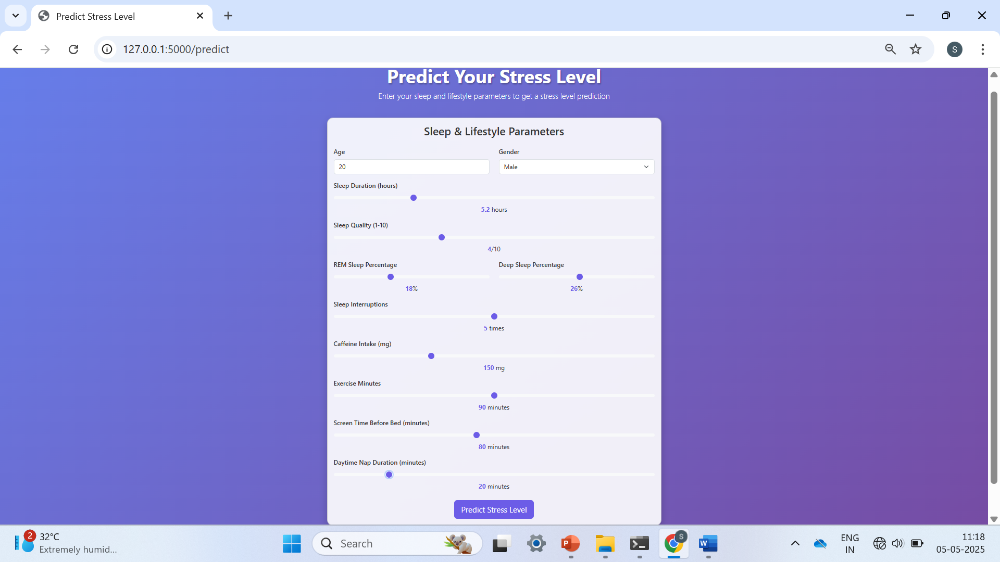 Predict Stress Level
127.0.0.1:5000/predict
S
Predict Your Stress Level
Enter your sleep and lifestyle parameters to get a stress level prediction
Sleep & Lifestyle Parameters
Age Gender
20 Male
Sleep Duration (hours)
5.2 hours
Sleep Quality (1-10)
4/10
REM Sleep Percentage Deep Sleep Percentage
18% 26%
Sleep Interruptions
5 times
Caffeine Intake (mg)
150 mg
Exercise Minutes
90 minutes
Screen Time Before Bed (minutes)
80 minutes
Daytime Nap Duration (minutes)
20 minutes
Predict Stress Level
2 32°C
Extremely humid...
Search
P
S
W
ENG
IN
11:18
05-05-2025